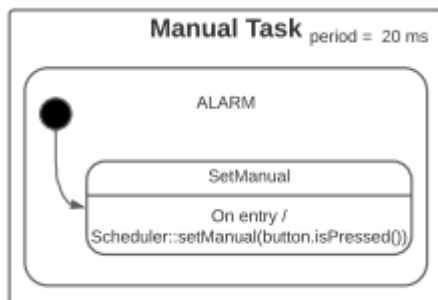 Manual Task period = 20 ms
ALARM
SetManual
On entry /
Scheduler::setManual(button.isPressed())